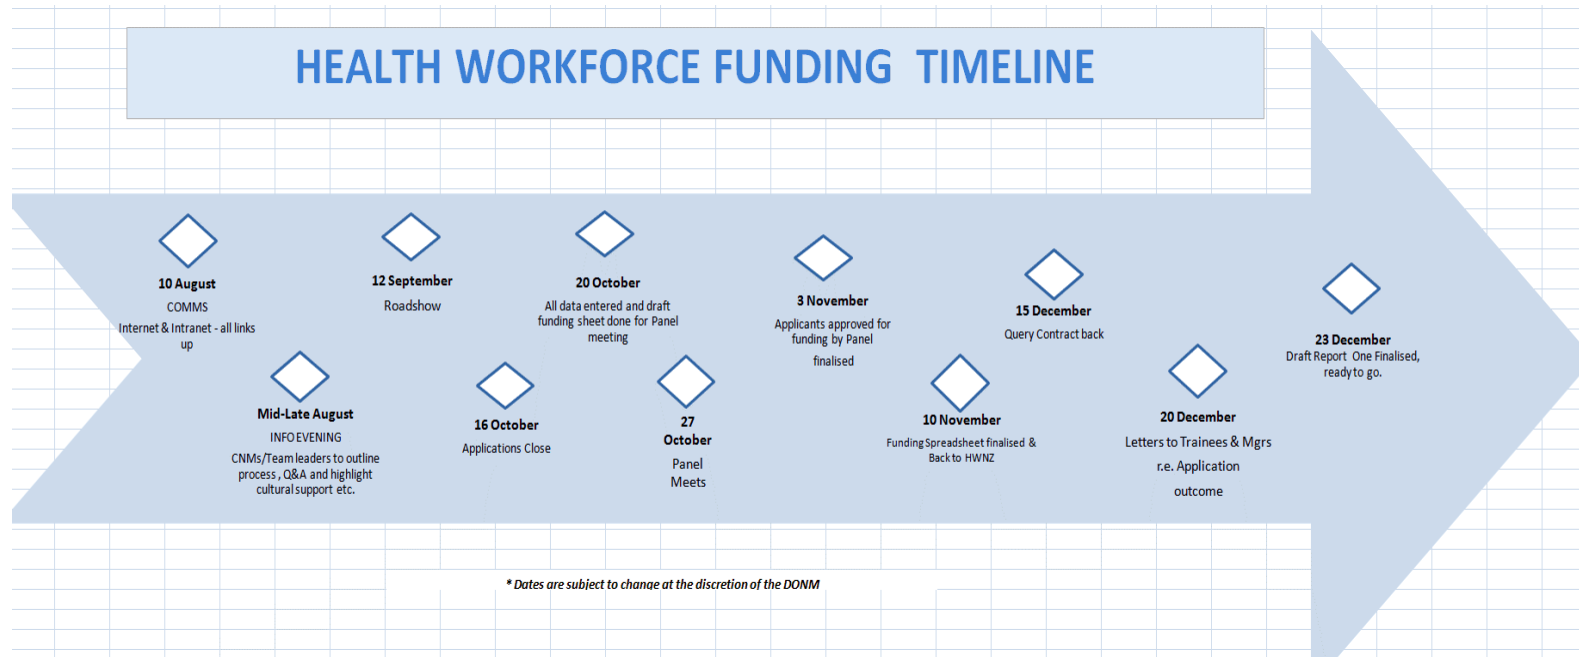 HEALTH WORKFORCE FUNDING TIMELINE
10 August
COMMS
Internet & Intranet - all links
up
Mid-Late August
INFO EVENING
CNMs/Team leaders to outline
process , Q&A and highlight
cultural support etc.
12 September
Roadshow
16 October
Applications Close
20 October
All data entered and draft
funding sheet done for Panel
meeting
27
October
Panel
Meets
3 November
Applicants approved for
funding by Panel
finalised
10 November
Funding Spreadsheet finalised &
Back to HWNZ
15 December
Query Contract back
20 December
Letters to Trainees & Mgrs
r.e. Application
outcome
23 December
Draft Report One Finalised,
ready to go.
* Dates are subject to change at the discretion of the DONM